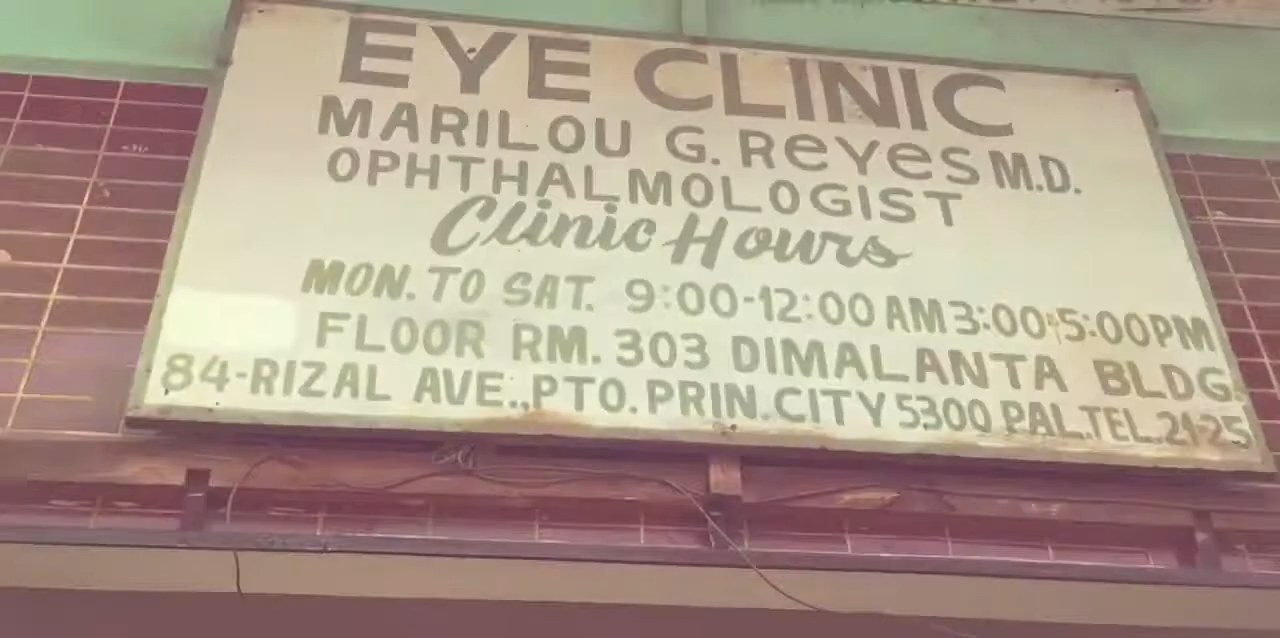 EYE CLINIC
MARILOU G. ReYes M.D.
OPHTHALMOLOGIST
Clinic Hours
MON. TO SAT. 9:00-12:00 AM 3:00-5:00PM
FLOOR RM. 303 DIMALANTA BLDG.
84-RIZAL AVE., PTO. PRIN. CITY 5300 PAL. TEL. 21-25